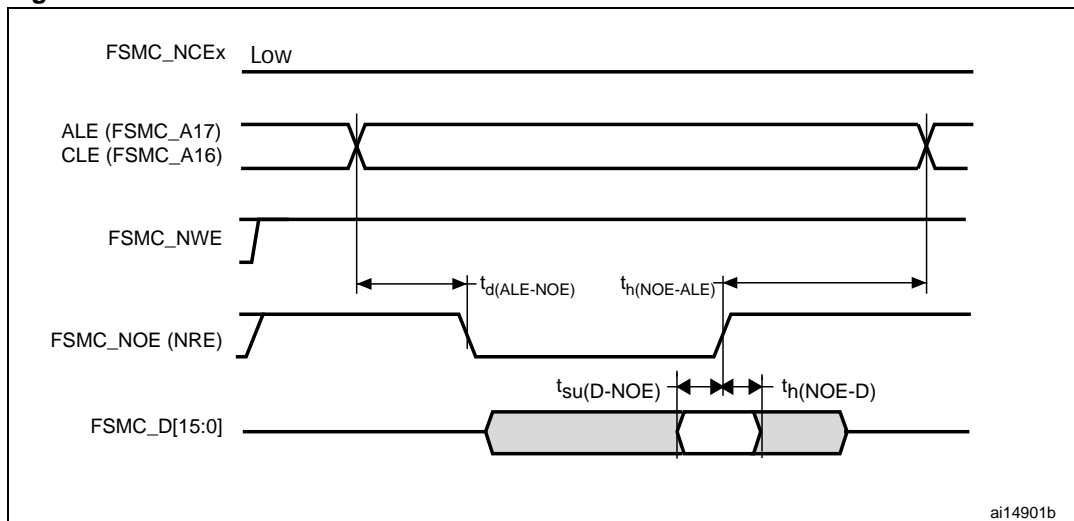 FSMC_NCEx
Low
ALE (FSMC_A17)
CLE (FSMC_A16)
FSMC_NWE
td(ALE-NOE)
th(NOE-ALE)
FSMC_NOE (NRE)
tsu(D-NOE)
th(NOE-D)
FSMC_D[15:0]
ai14901b